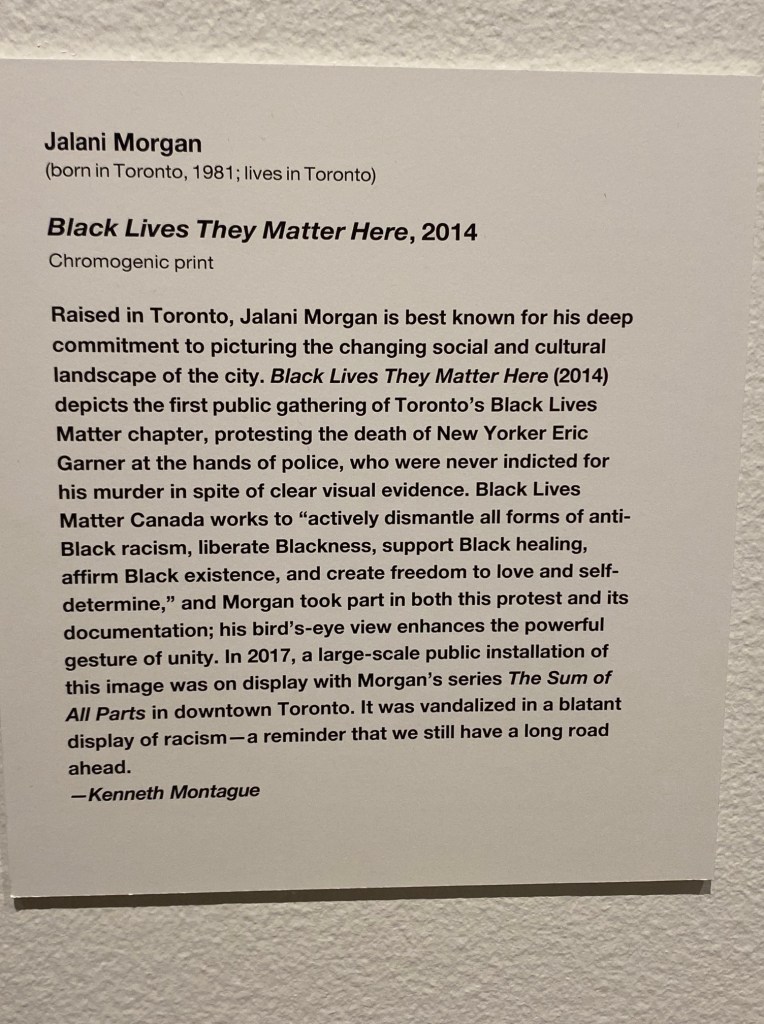 Jalani Morgan
(born in Toronto, 1981; lives in Toronto)
Black Lives They Matter Here, 2014
Chromogenic print
Raised in Toronto, Jalani Morgan is best known for his deep
commitment to picturing the changing social and cultural
landscape of the city. Black Lives They Matter Here (2014)
depicts the first public gathering of Toronto’s Black Lives
Matter chapter, protesting the death of New Yorker Eric
Garner at the hands of police, who were never indicted for
his murder in spite of clear visual evidence. Black Lives
Matter Canada works to “actively dismantle all forms of anti-
Black racism, liberate Blackness, support Black healing,
affirm Black existence, and create freedom to love and self-
determine,” and Morgan took part in both this protest and its
documentation; his bird’s-eye view enhances the powerful
gesture of unity. In 2017, a large-scale public installation of
this image was on display with Morgan’s series The Sum of
All Parts in downtown Toronto. It was vandalized in a blatant
display of racism—a reminder that we still have a long road
ahead.
—Kenneth Montague